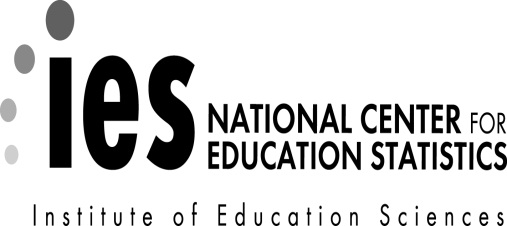 ies
NATIONAL CENTER FOR
EDUCATION STATISTICS
Institute of Education Sciences